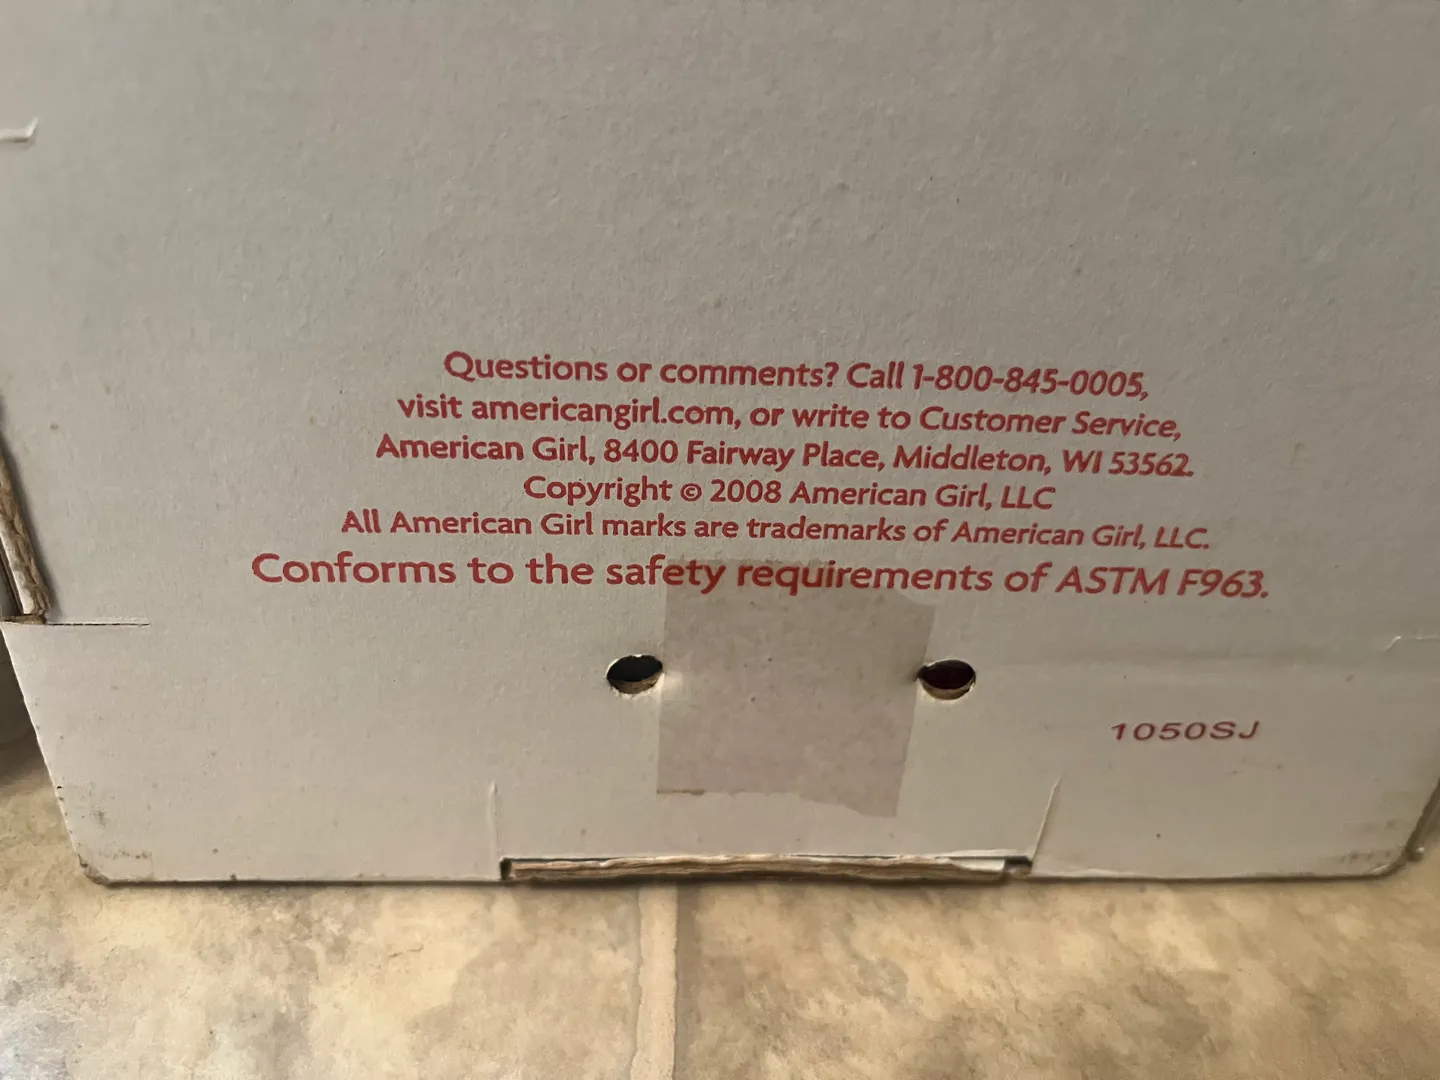 Questions or comments? Call 1-800-845-0005,
visit americangirl.com, or write to Customer Service,
American Girl, 8400 Fairway Place, Middleton, WI 53562.
Copyright © 2008 American Girl, LLC
All American Girl marks are trademarks of American Girl, LLC.
Conforms to the safety requirements of ASTM F963.
1050SJ